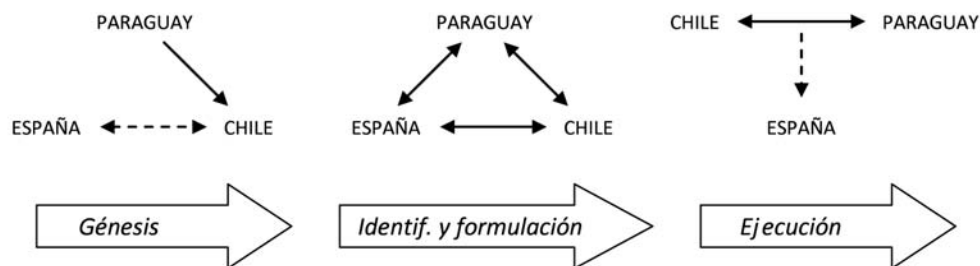 PARAGUAY
ESPAÑA
CHILE
PARAGUAY
ESPAÑA
CHILE
CHILE
PARAGUAY
ESPAÑA
Génesis
Identif. y formulación
Ejecución